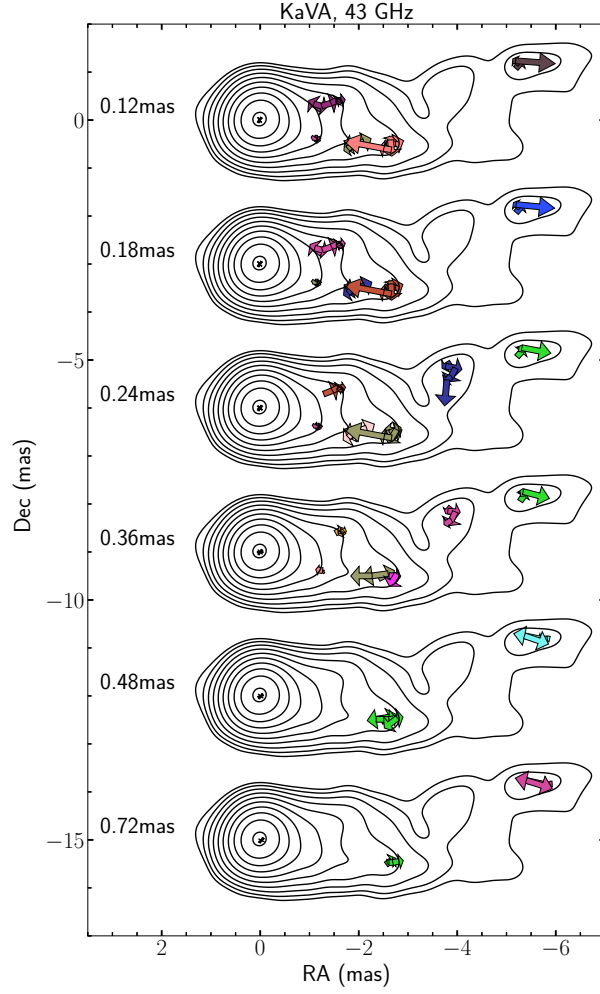 KaVA, 43 GHz
0.12mas
0
0.18mas
−5
0.24mas
Dec (mas)
0.36mas
−10
0.48mas
0.72mas
−15
2 0 −2 −4 −6
RA (mas)